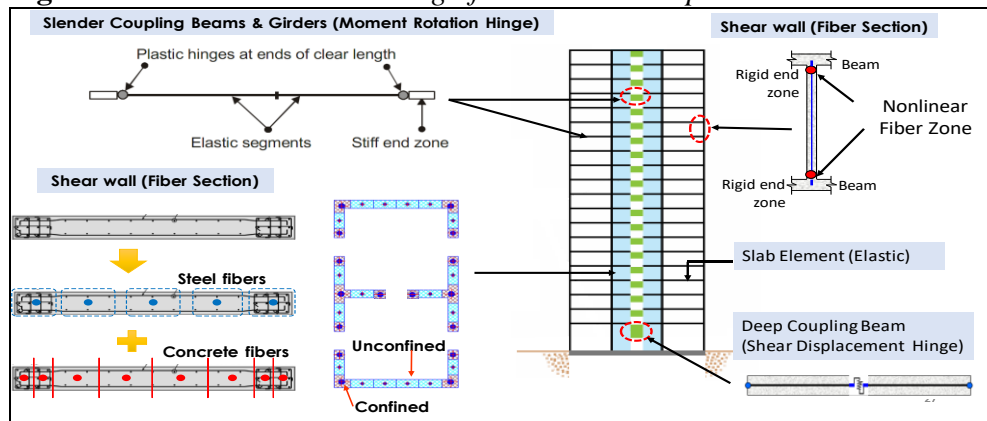 Slender Coupling Beams & Girders (Moment Rotation Hinge)
Plastic hinges at ends of clear length
Elastic segments
Stiff end zone
Shear wall (Fiber Section)
Rigid end
zone
Beam
Nonlinear
Fiber Zone
Rigid end
zone
Beam
Shear wall (Fiber Section)
Steel fibers
Concrete fibers
Unconfined
Confined
Slab Element (Elastic)
Deep Coupling Beam
(Shear Displacement Hinge)